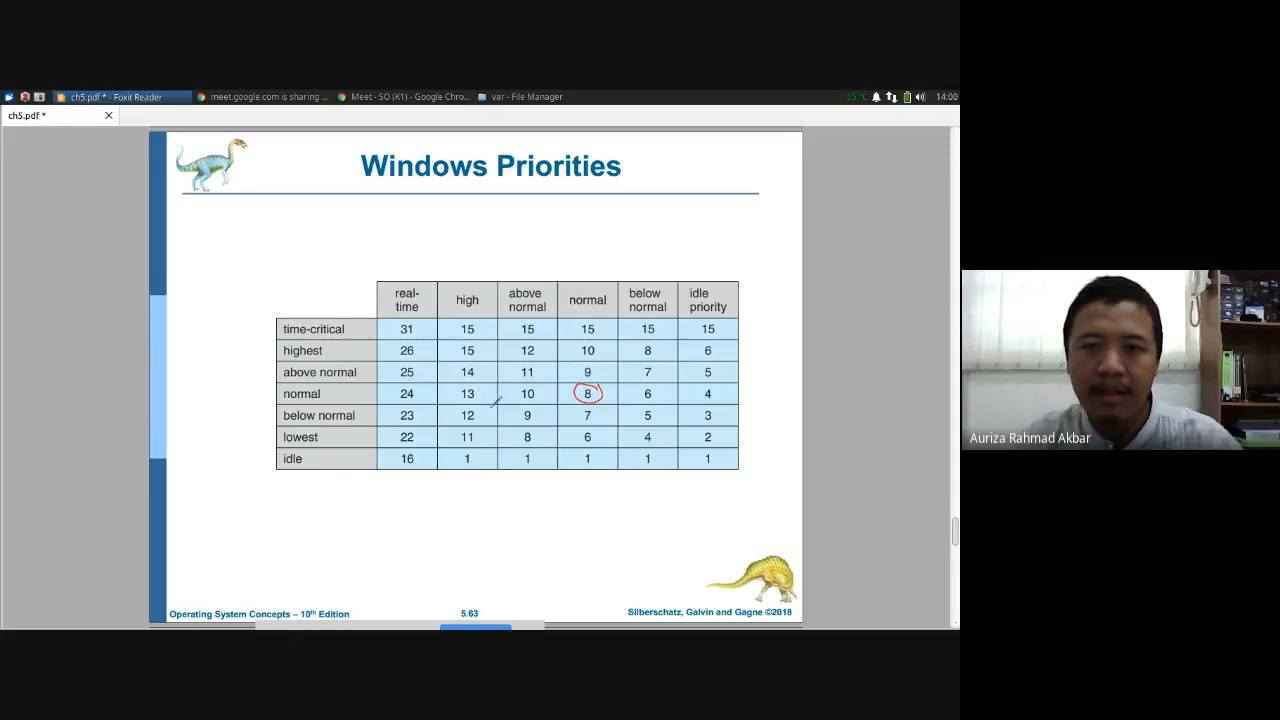 ch5.pdf * - Foxit Reader
meet.google.com is sharing ...
Meet - SO (K1) - Google Chro...
var - File Manager
65 °C
14:00
ch5.pdf *
Windows Priorities
real-time high above normal normal below normal idle priority
time-critical 31 15 15 15 15 15
highest 26 15 12 10 8 6
above normal 25 14 11 9 7 5
normal 24 13 10 8 6 4
below normal 23 12 9 7 5 3
lowest 22 11 8 6 4 2
idle 16 1 1 1 1 1
Operating System Concepts – 10th Edition
5.63
Silberschatz, Galvin and Gagne ©2018
Auriza Rahmad Akbar